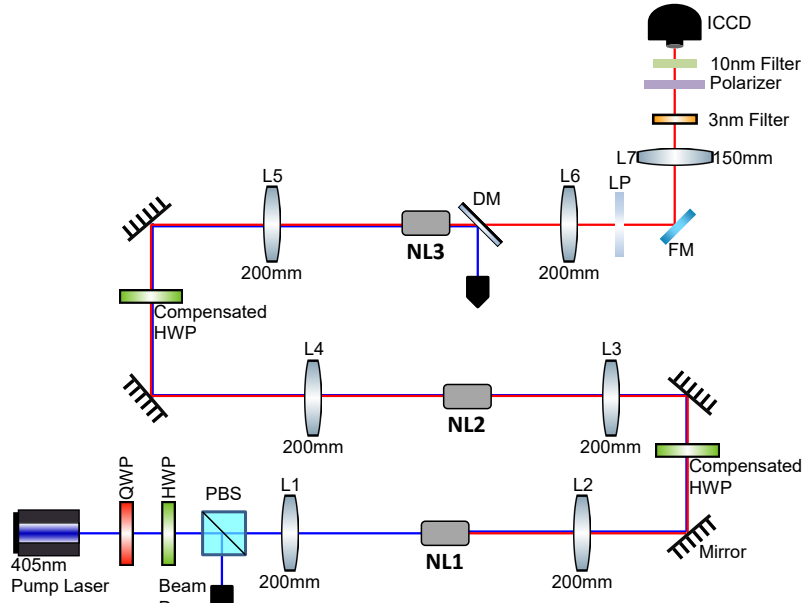 ICCD
10nm Filter
Polarizer
3nm Filter
L7
150mm
L5
L6
LP
DM
NL3
FM
200mm
200mm
Compensated
HWP
L4
L3
NL2
200mm
200mm
Compensated
HWP
QWP
HWP
PBS
L1
L2
NL1
Mirror
405nm
Pump Laser
Beam
200mm
200mm